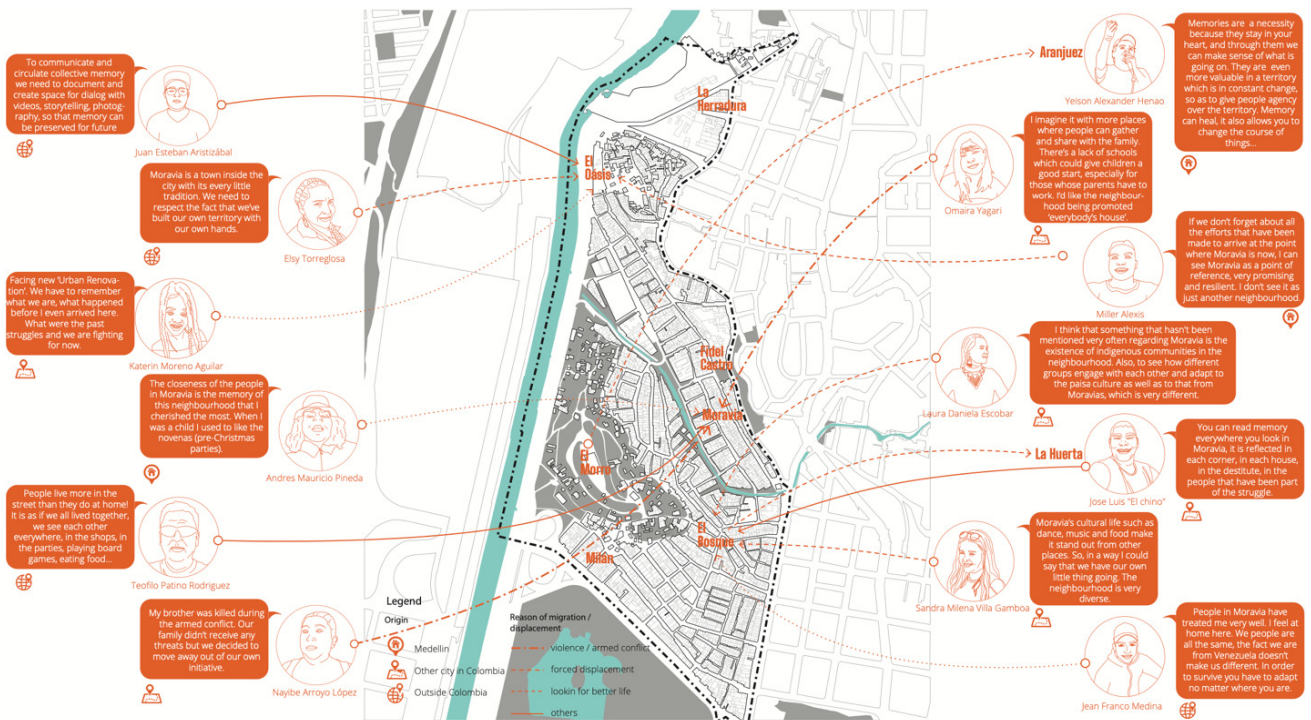 To communicate and
circulate collective memory
we need to document and
create space for dialog with
videos, storytelling, photog-
raphy, so that memory can
be preserved for future
Juan Esteban Aristizábal
Moravia is a town inside the
city with its every little
tradition. We need to
respect the fact that we've
built our own territory with
our own hands.
Elsy Torreglosa
Facing new 'Urban Renova-
tion'. We have to remember
what we are, what happened
before I even arrived here.
What were the past
struggles and we are fighting
for now.
Katerin Moreno Aguilar
The closeness of the people
in Moravia is the memory of
this neighbourhood that I
cherished the most. When I
was a child I used to like the
novenas (pre-Christmas
parties).
Andres Mauricio Pineda
People live more in the
street than they do at home!
It is as if we all lived together,
we see each other
everywhere, in the shops, in
the parties, playing board
games, eating food...
Teofilo Patino Rodriguez
My brother was killed during
the armed conflict. Our
family didn't receive any
threats but we decided to
move away out of our own
initiative.
Nayibe Arroyo López
La
Herradura
El
Oasis
Fidel
Castro
Moravia
El
Morro
El
Bosque
Milán
Aranjuez
La Huerta
Legend
Origin
Medellin
Other city in Colombia
Outside Colombia
Reason of migration /
displacement
violence / armed conflict
forced displacement
lookin for better life
others
Memories are a necessity
because they stay in your
heart, and through them we
can make sense of what is
going on. They are even
more valuable in a territory
which is in constant change,
so as to give people agency
over the territory. Memory
can heal, it also allows you to
change the course of
things...
Yeison Alexander Henao
I imagine it with more places
where people can gather
and share with the family.
There's a lack of schools
which could give children a
good start, especially for
those whose parents have to
work. I'd like the neighbour-
hood being promoted
'everybody's house'.
Omaira Yagari
If we don't forget about all
the efforts that have been
made to arrive at the point
where Moravia is now, I can
see Moravia as a point of
reference, very promising
and resilient. I don't see it as
just another neighbourhood.
Miller Alexis
I think that something that hasn't been
mentioned very often regarding Moravia is the
existence of indigenous communities in the
neighbourhood. Also, to see how different
groups engage with each other and adapt to
the paisa culture as well as to that from
Moravias, which is very different.
Laura Daniela Escobar
You can read memory
everywhere you look in
Moravia, it is reflected in
each corner, in each house,
in the destitute, in the
people that have been part
of the struggle.
Jose Luis "El chino"
Moravia's cultural life such as
dance, music and food make
it stand out from other
places. So, in a way I could
say that we have our own
little thing going. The
neighbourhood is very
diverse.
Sandra Milena Villa Gamboa
People in Moravia have
treated me very well. I feel at
home here. We people are
all the same, the fact we are
from Venezuela doesn't
make us different. In order
to survive you have to adapt
no matter where you are.
Jean Franco Medina